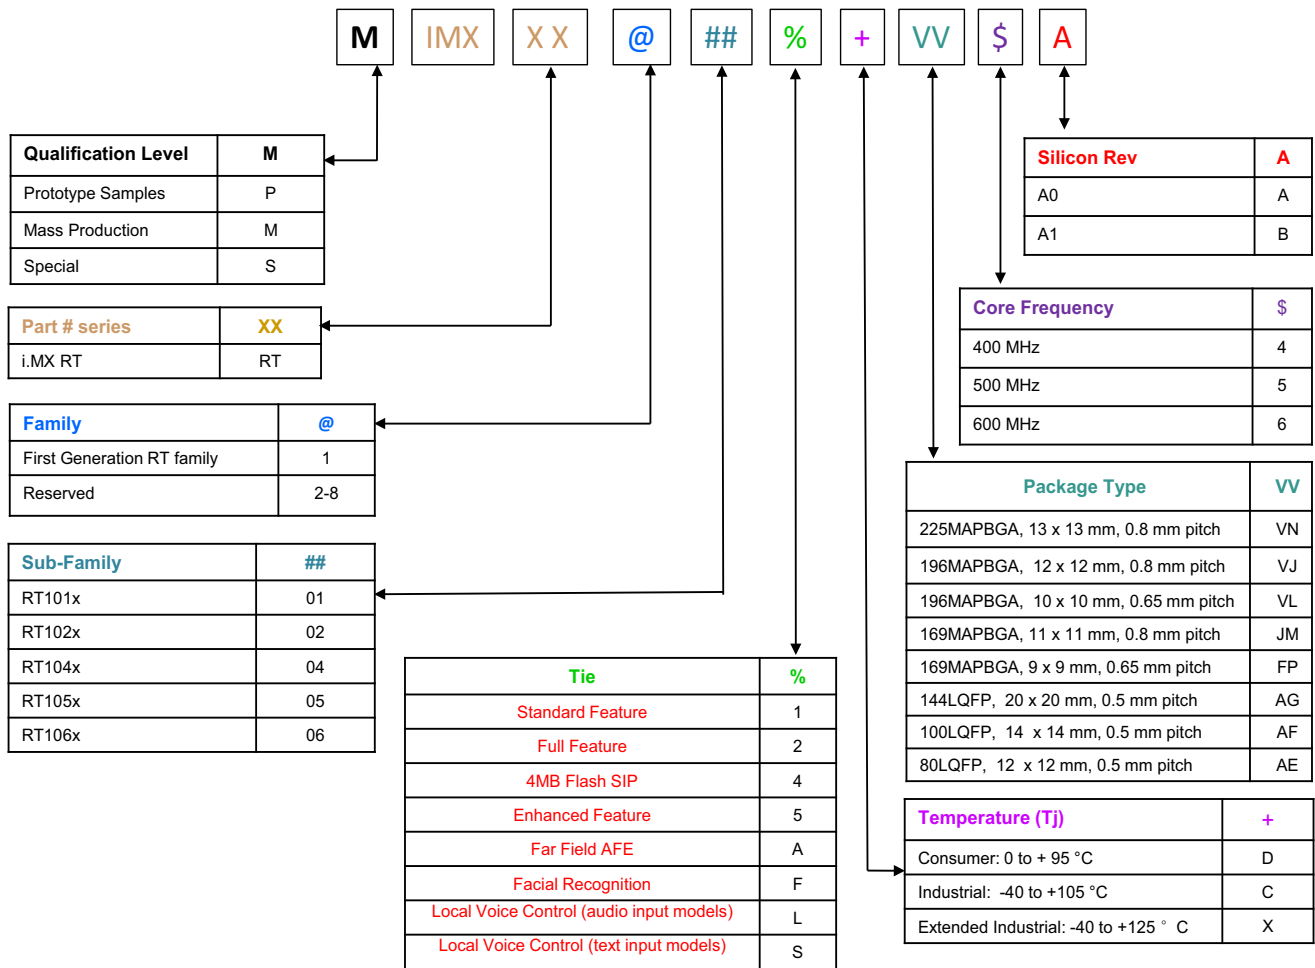 M IMX X X @ ## % + VV $ A
Qualification Level M
Prototype Samples P
Mass Production M
Special S
Part # series XX
i.MX RT RT
Family @
First Generation RT family 1
Reserved 2-8
Sub-Family ##
RT101x 01
RT102x 02
RT104x 04
RT105x 05
RT106x 06
Tie %
Standard Feature 1
Full Feature 2
4MB Flash SIP 4
Enhanced Feature 5
Far Field AFE A
Facial Recognition F
Local Voice Control (audio input models) L
Local Voice Control (text input models) S
Silicon Rev A
A0 A
A1 B
Core Frequency $
400 MHz 4
500 MHz 5
600 MHz 6
Package Type VV
225MAPBGA, 13 x 13 mm, 0.8 mm pitch VN
196MAPBGA, 12 x 12 mm, 0.8 mm pitch VJ
196MAPBGA, 10 x 10 mm, 0.65 mm pitch VL
169MAPBGA, 11 x 11 mm, 0.8 mm pitch JM
169MAPBGA, 9 x 9 mm, 0.65 mm pitch FP
144LQFP, 20 x 20 mm, 0.5 mm pitch AG
100LQFP, 14 x 14 mm, 0.5 mm pitch AF
80LQFP, 12 x 12 mm, 0.5 mm pitch AE
Temperature (Tj) +
Consumer: 0 to + 95 °C D
Industrial: -40 to +105 °C C
Extended Industrial: -40 to +125 ° C X